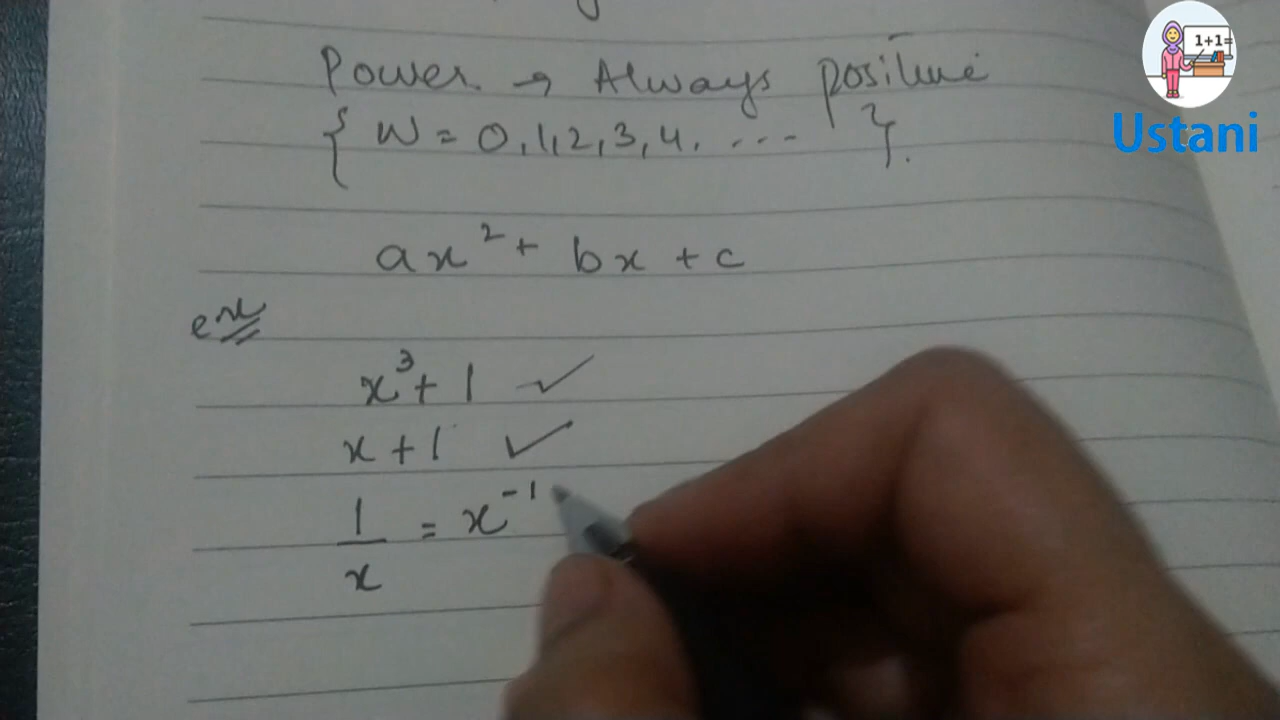 Power → Always positive
{ W = 0, 1, 2, 3, 4, ... }.
ax² + bx + c
ex
x³ + 1 ✓
x + 1 ✓
1/x = x⁻¹
1+1=
Ustani